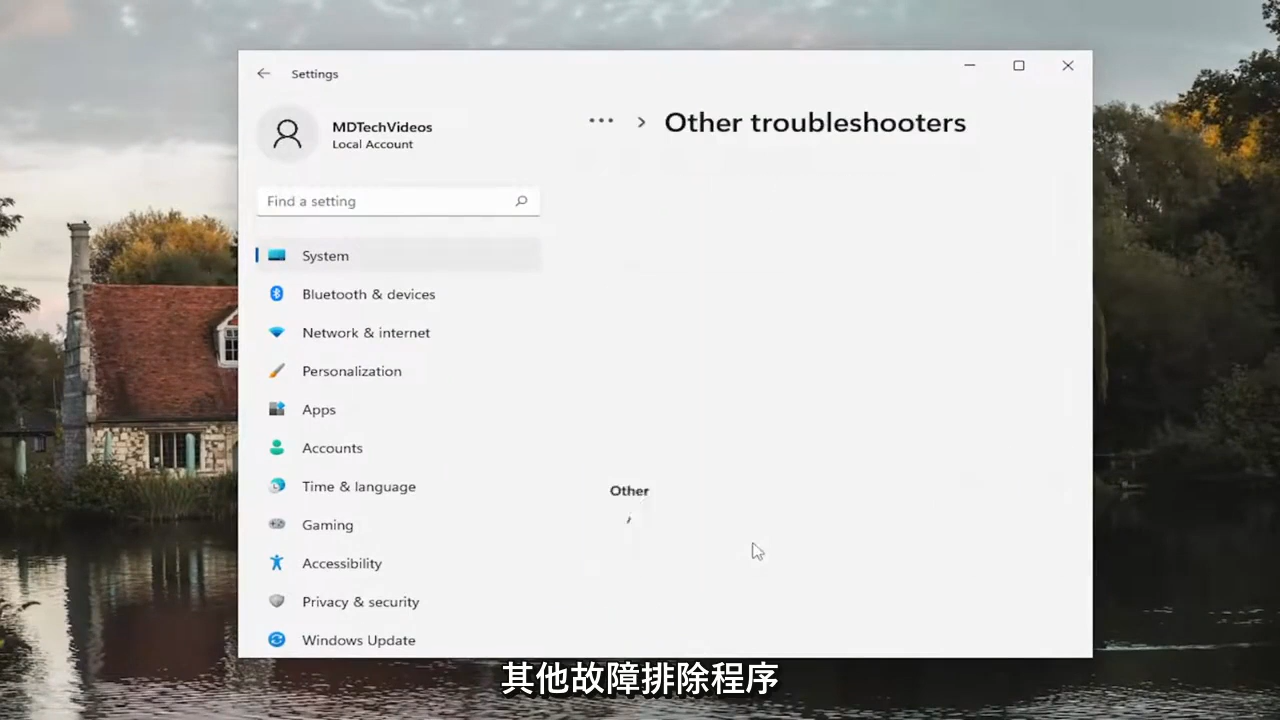 Settings
MDTechVideos
Local Account
Find a setting
System
Bluetooth & devices
Network & internet
Personalization
Apps
Accounts
Time & language
Gaming
Accessibility
Privacy & security
Windows Update
... > Other troubleshooters
Other
其他故障排除程序